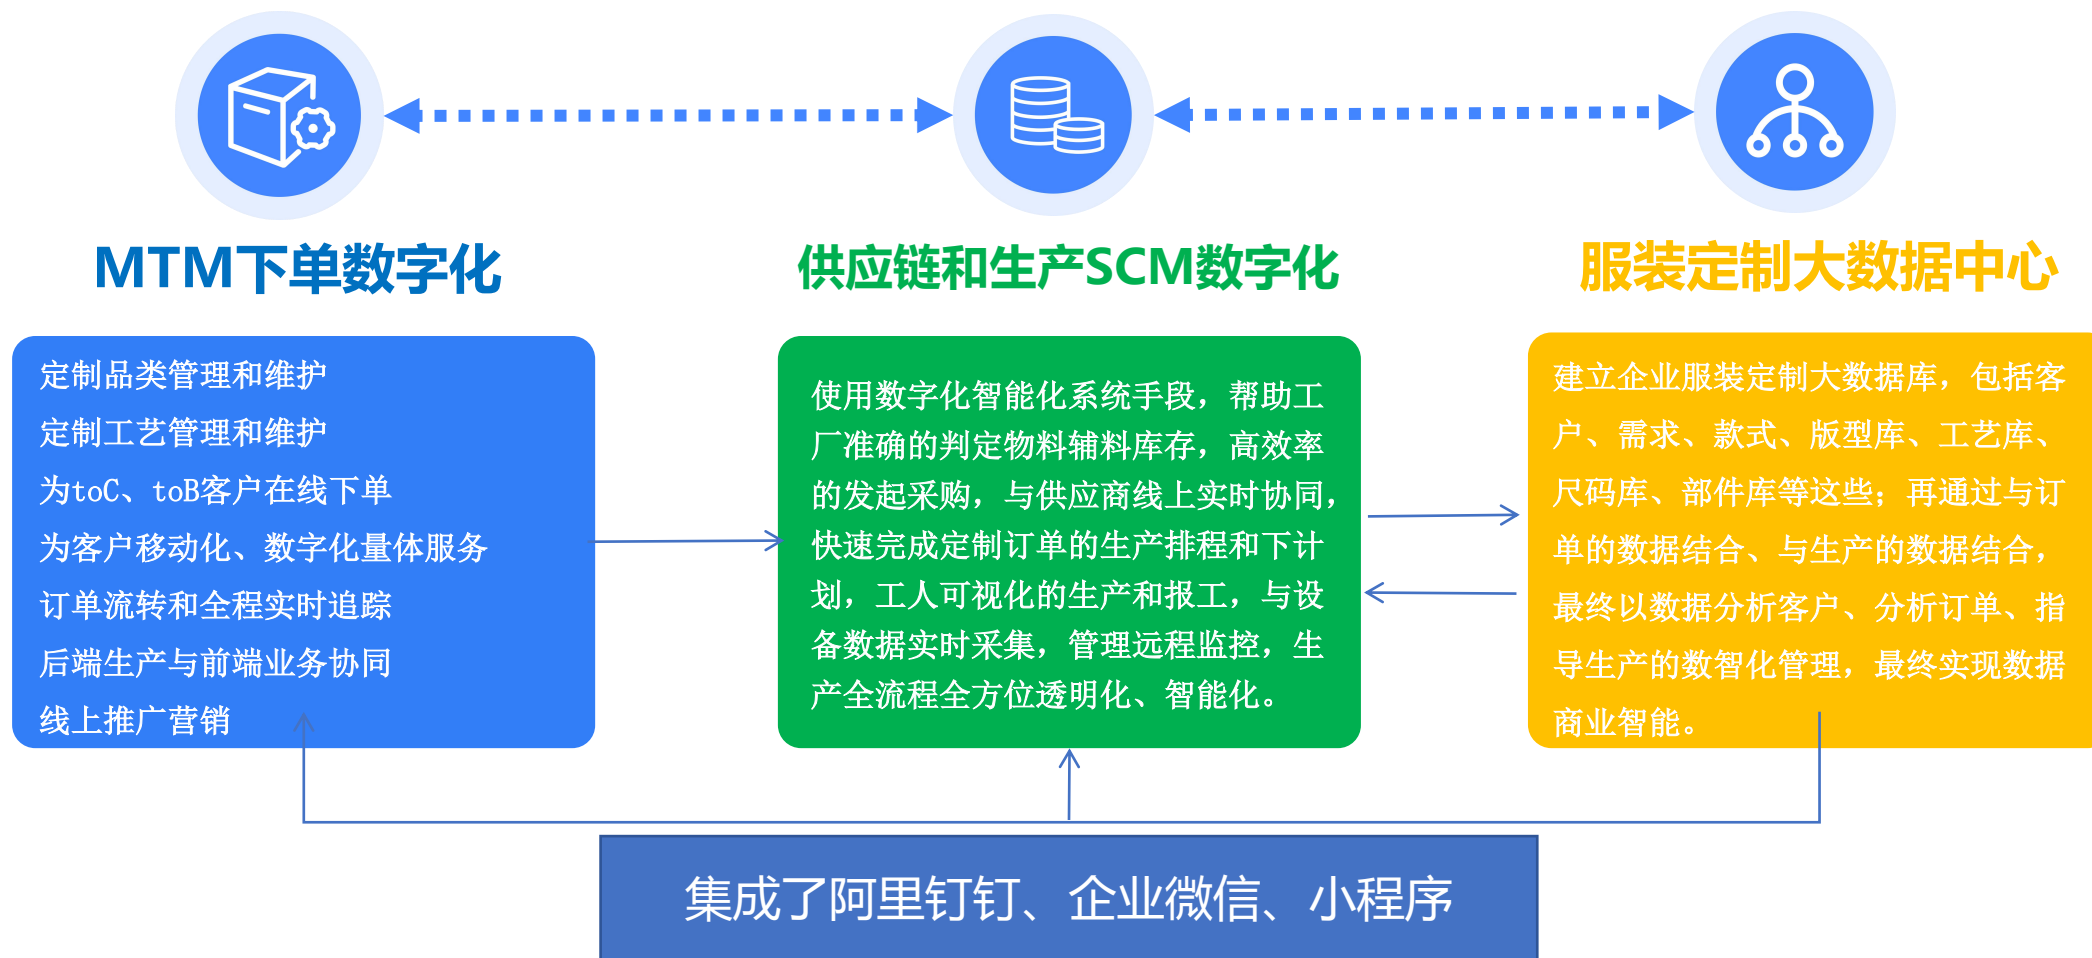 MTM下单数字化
供应链和生产SCM数字化
服装定制大数据中心
定制品类管理和维护
定制工艺管理和维护
为toC、toB客户在线下单
为客户移动化、数字化量体服务
订单流转和全程实时追踪
后端生产与前端业务协同
线上推广营销
使用数字化智能化系统手段，帮助工
厂准确的判定物料辅料库存，高效率
的发起采购，与供应商线上实时协同，
快速完成定制订单的生产排程和下计
划，工人可视化的生产和报工，与设
备数据实时采集，管理远程监控，生
产全流程全方位透明化、智能化。
建立企业服装定制大数据库，包括客
户、需求、款式、版型库、工艺库、
尺码库、部件库等这些；再通过与订
单的数据结合、与生产的数据结合，
最终以数据分析客户、分析订单、指
导生产的数智化管理，最终实现数据
商业智能。
集成了阿里钉钉、企业微信、小程序